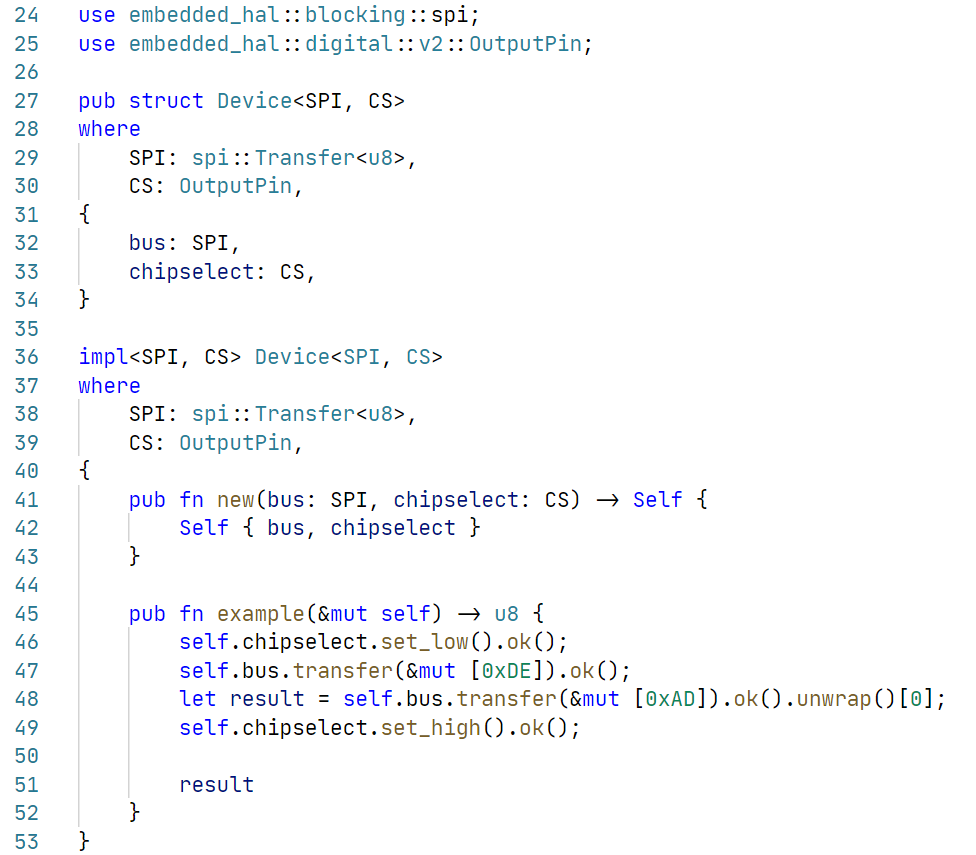 24 use embedded_hal::blocking::spi;
25 use embedded_hal::digital::v2::OutputPin;
26
27 pub struct Device<SPI, CS>
28 where
29     SPI: spi::Transfer<u8>,
30     CS: OutputPin,
31 {
32     bus: SPI,
33     chipselect: CS,
34 }
35
36 impl<SPI, CS> Device<SPI, CS>
37 where
38     SPI: spi::Transfer<u8>,
39     CS: OutputPin,
40 {
41     pub fn new(bus: SPI, chipselect: CS) -> Self {
42         Self { bus, chipselect }
43     }
44
45     pub fn example(&mut self) -> u8 {
46         self.chipselect.set_low().ok();
47         self.bus.transfer(&mut [0xDE]).ok();
48         let result = self.bus.transfer(&mut [0xAD]).ok().unwrap()[0];
49         self.chipselect.set_high().ok();
50
51         result
52     }
53 }